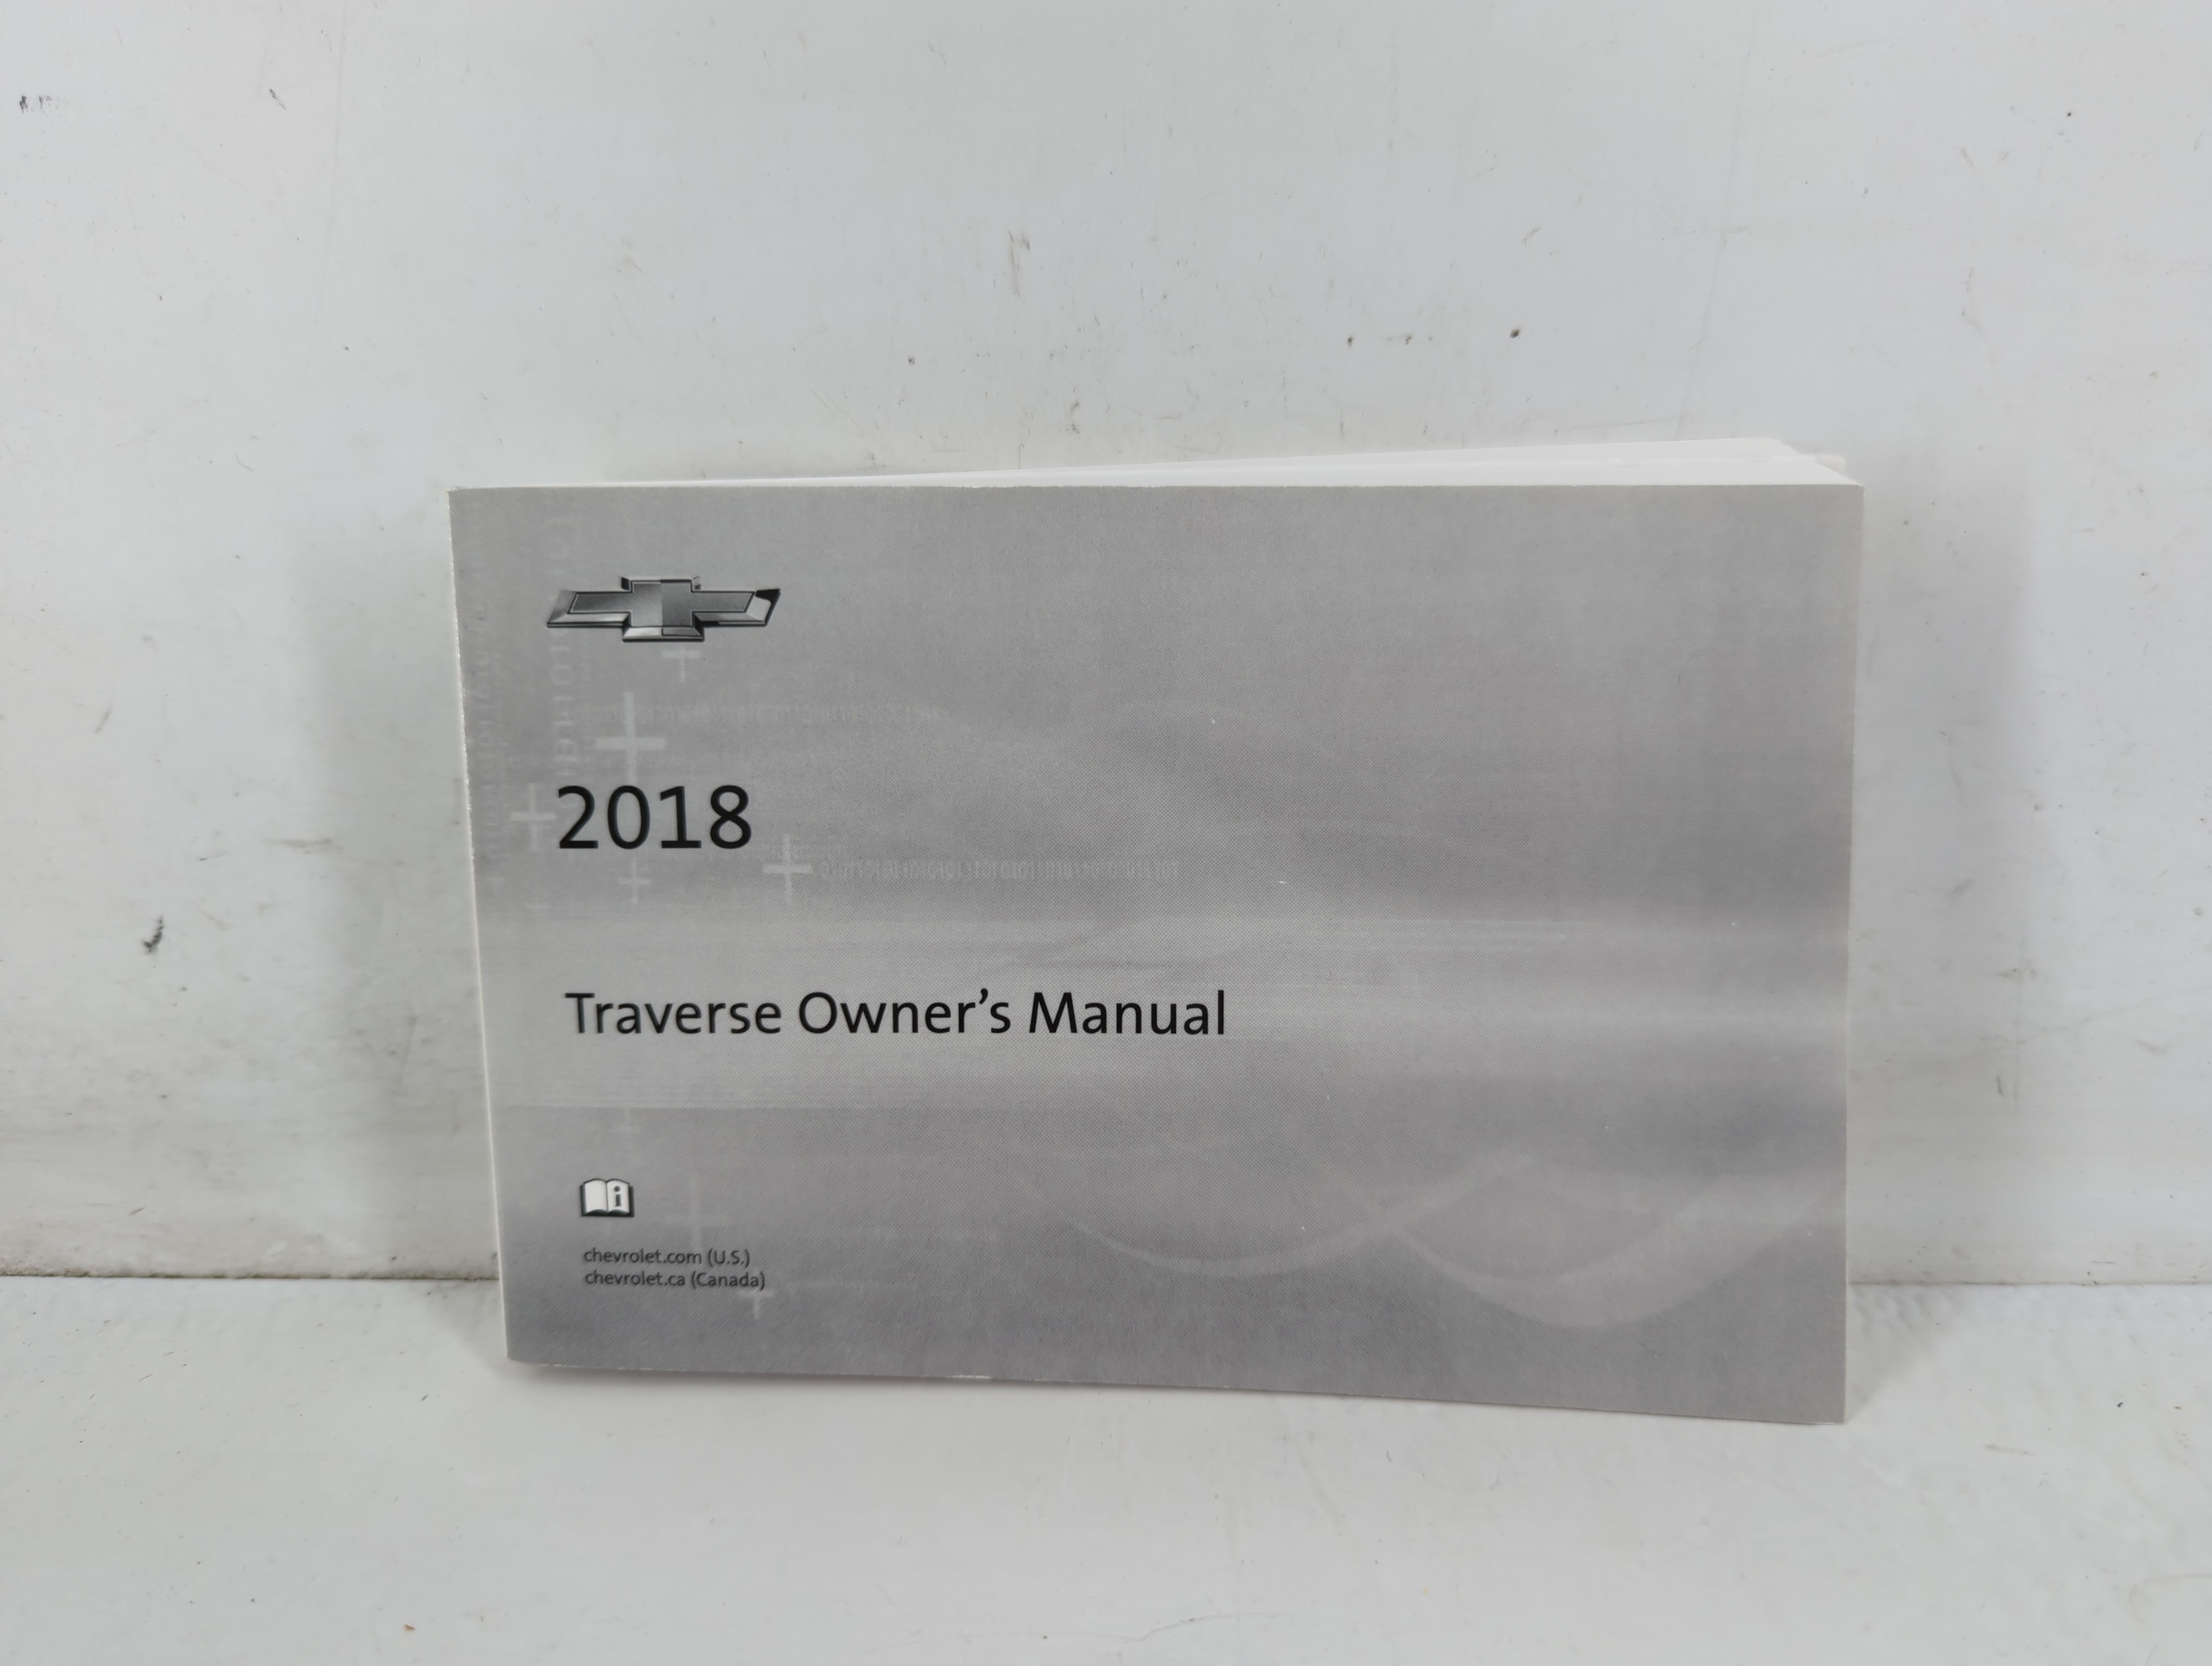 2018
Traverse Owner’s Manual
i
chevrolet.com (U.S.)
chevrolet.ca (Canada)